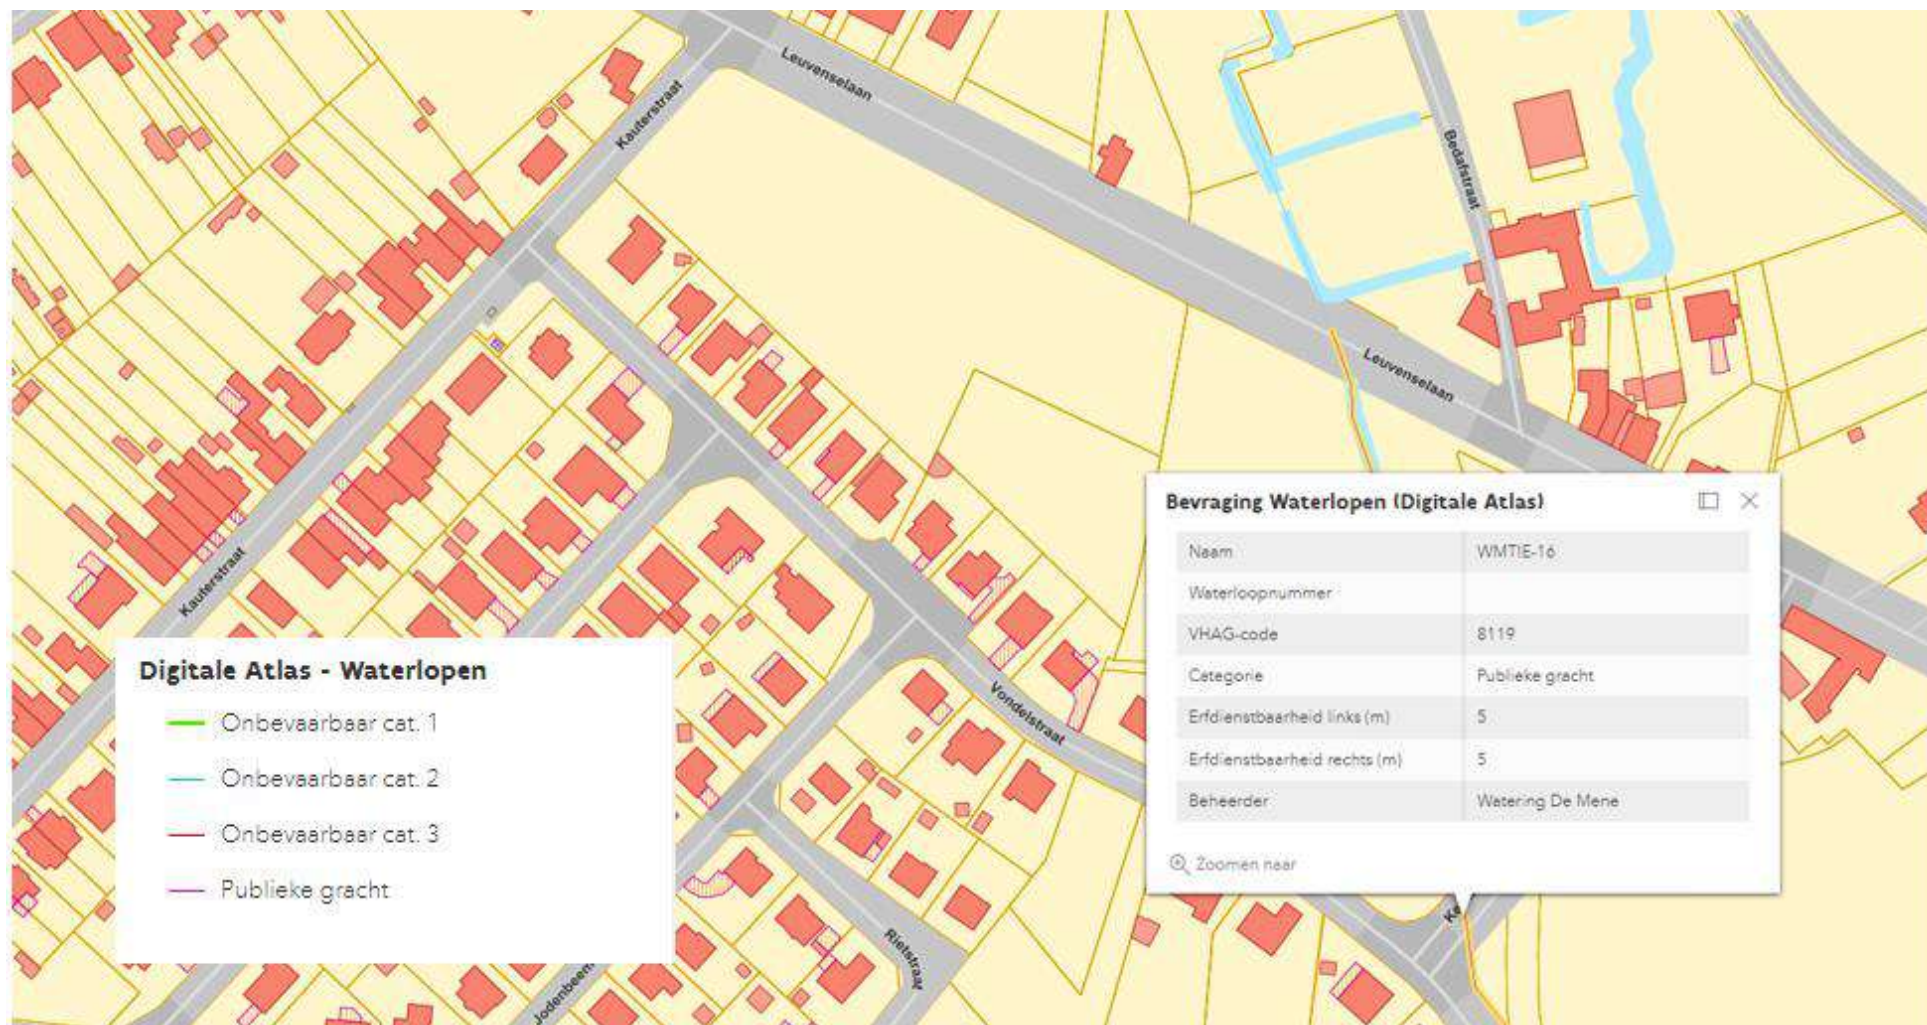 Leuvenselaan
Kauterstraat
Bedafstraat
Leuvenselaan
Kauterstraat
Bevraging Waterlopen (Digitale Atlas)
Naam WMTIE-16
Waterloopnummer
VHAG-code 8119
Categorie Publieke gracht
Erfdienstbaarheid links (m) 5
Erfdienstbaarheid rechts (m) 5
Beheerder Watering De Mene
Zoomen naar
Digitale Atlas - Waterlopen
Onbevaarbaar cat. 1
Onbevaarbaar cat. 2
Onbevaarbaar cat. 3
Publieke gracht
Vondelstraat
Ke
Rietstraat
Jodenbeem